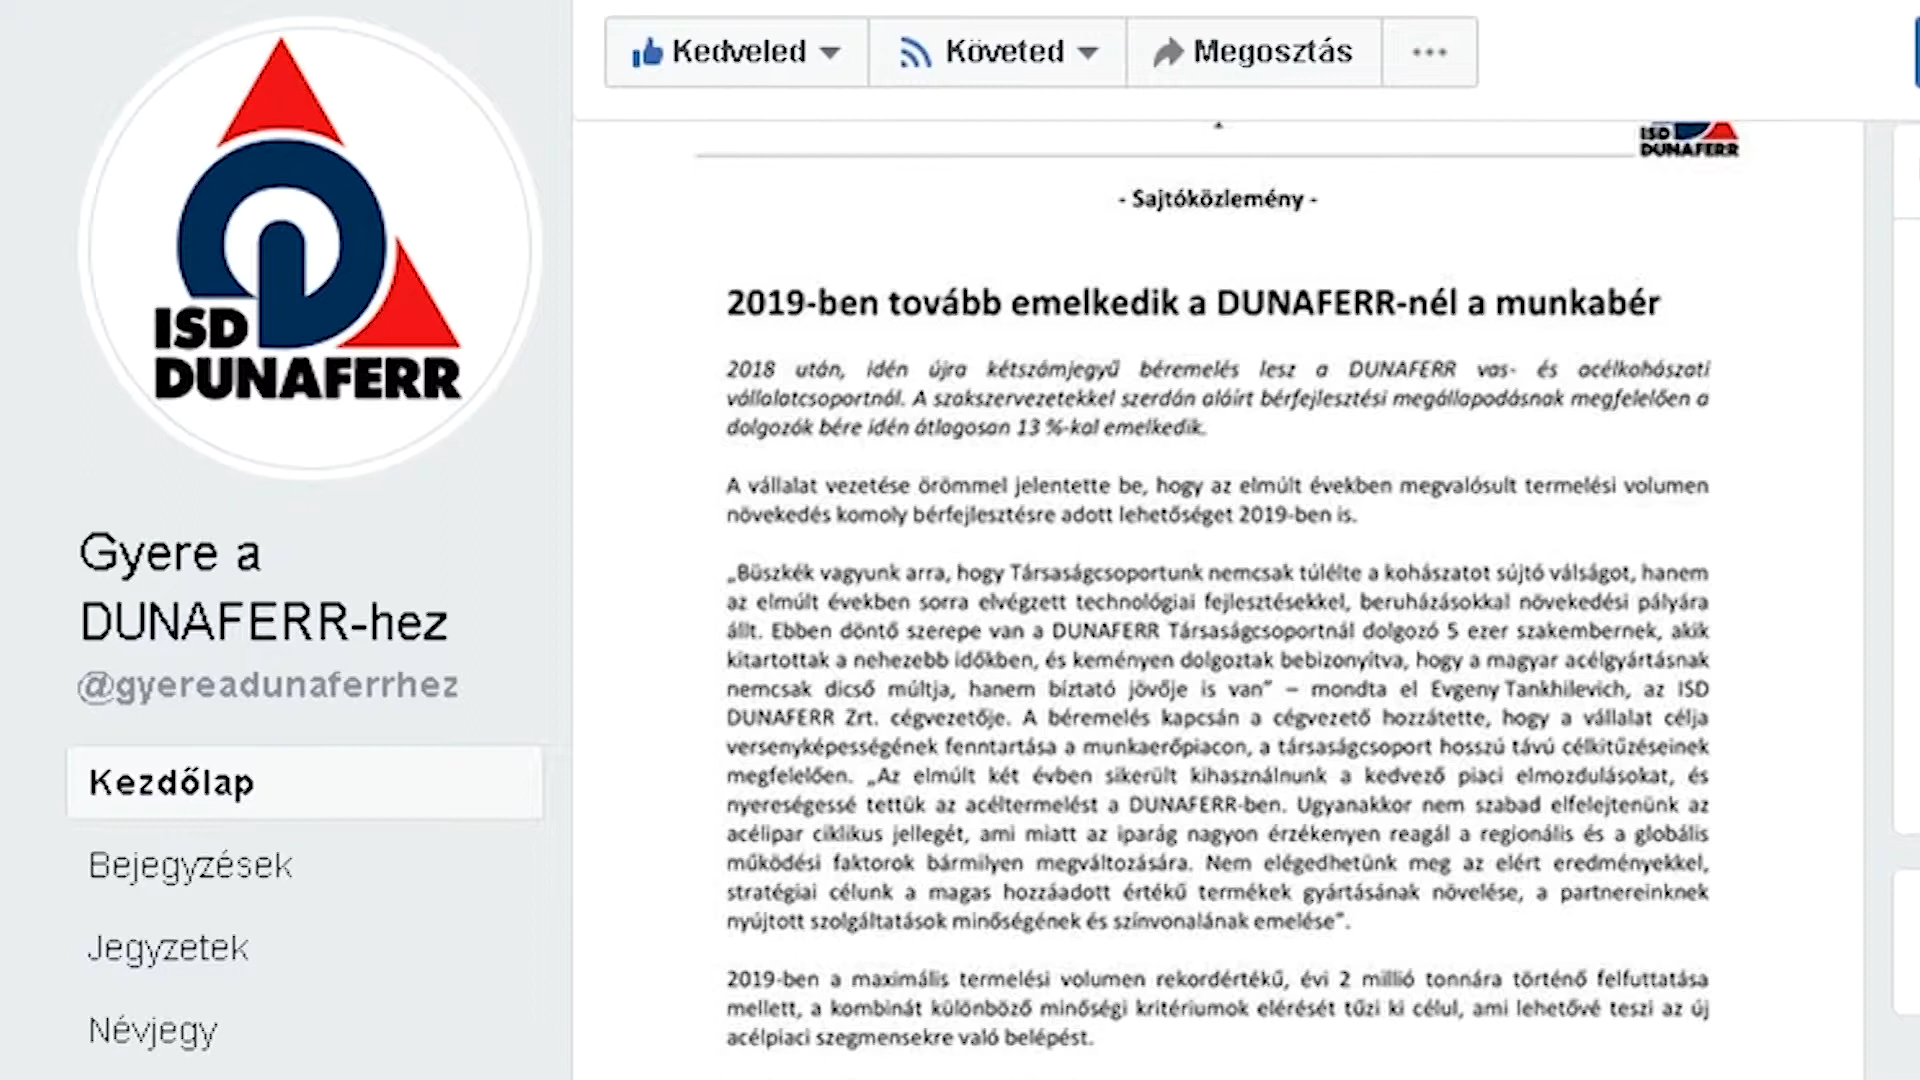 ISD
DUNAFERR
Gyere a
DUNAFERR-hez
@gyereadunaferrhez
Kezdőlap
Bejegyzések
Jegyzetek
Névjegy
Kedveled
Követed
Megosztás
ISD
DUNAFERR
- Sajtóközlemény -
2019-ben tovább emelkedik a DUNAFERR-nél a munkabér
2018 után, idén újra kétszámjegyű béremelés lesz a DUNAFERR vas- és acélkohászati
vállalatcsoportnál. A szakszervezetekkel szerdán aláírt bérfejlesztési megállapodásnak megfelelően a
dolgozók bére idén átlagosan 13 %-kal emelkedik.
A vállalat vezetése örömmel jelentette be, hogy az elmúlt években megvalósult termelési volumen
növekedés komoly bérfejlesztésre adott lehetőséget 2019-ben is.
„Büszkék vagyunk arra, hogy Társaságcsoportunk nemcsak túlélte a kohászatot sújtó válságot, hanem
az elmúlt években sorra elvégzett technológiai fejlesztésekkel, beruházásokkal növekedési pályára
állt. Ebben döntő szerepe van a DUNAFERR Társaságcsoportnál dolgozó 5 ezer szakembernek, akik
kitartottak a nehezebb időkben, és keményen dolgoztak bebizonyítva, hogy a magyar acélgyártásnak
nemcsak dicső múltja, hanem bíztató jövője is van” – mondta el Evgeny Tankhilevich, az ISD
DUNAFERR Zrt. cégvezetője. A béremelés kapcsán a cégvezető hozzátette, hogy a vállalat célja
versenyképességének fenntartása a munkaerőpiacon, a társaságcsoport hosszú távú célkitűzéseinek
megfelelően. „Az elmúlt két évben sikerült kihasználnunk a kedvező piaci elmozdulásokat, és
nyereségessé tettük az acéltermelést a DUNAFERR-ben. Ugyanakkor nem szabad elfelejtenünk az
acélipar ciklikus jellegét, ami miatt az iparág nagyon érzékenyen reagál a regionális és a globális
működési faktorok bármilyen megváltozására. Nem elégedhetünk meg az elért eredményekkel,
stratégiai célunk a magas hozzáadott értékű termékek gyártásának növelése, a partnereinknek
nyújtott szolgáltatások minőségének és színvonalának emelése”.
2019-ben a maximális termelési volumen rekordértékű, évi 2 millió tonnára történő felfuttatása
mellett, a kombinát különböző minőségi kritériumok elérését tűzi ki célul, ami lehetővé teszi az új
acélpiaci szegmensekre való belépést.